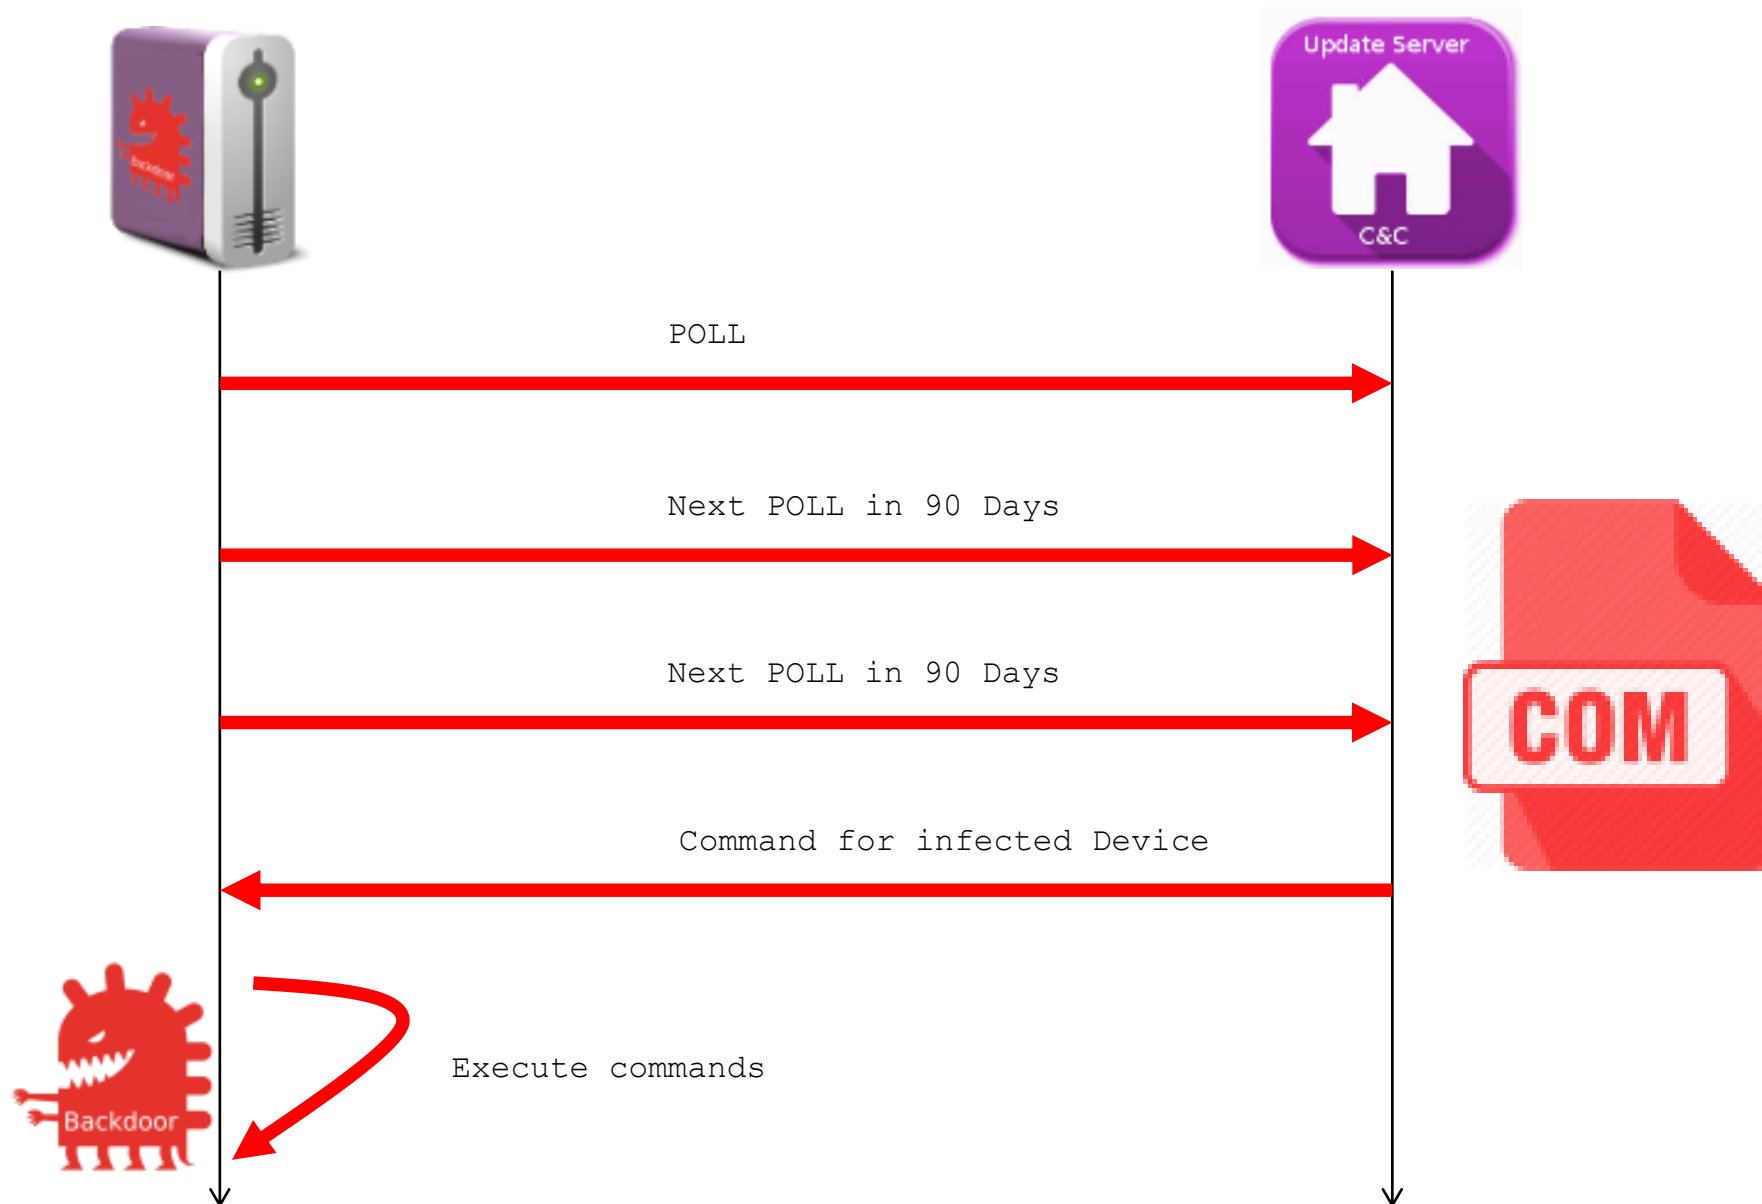 Update Server
Backdoor
C&C
POLL
Next POLL in 90 Days
Next POLL in 90 Days
COM
Command for infected Device
Execute commands
Backdoor